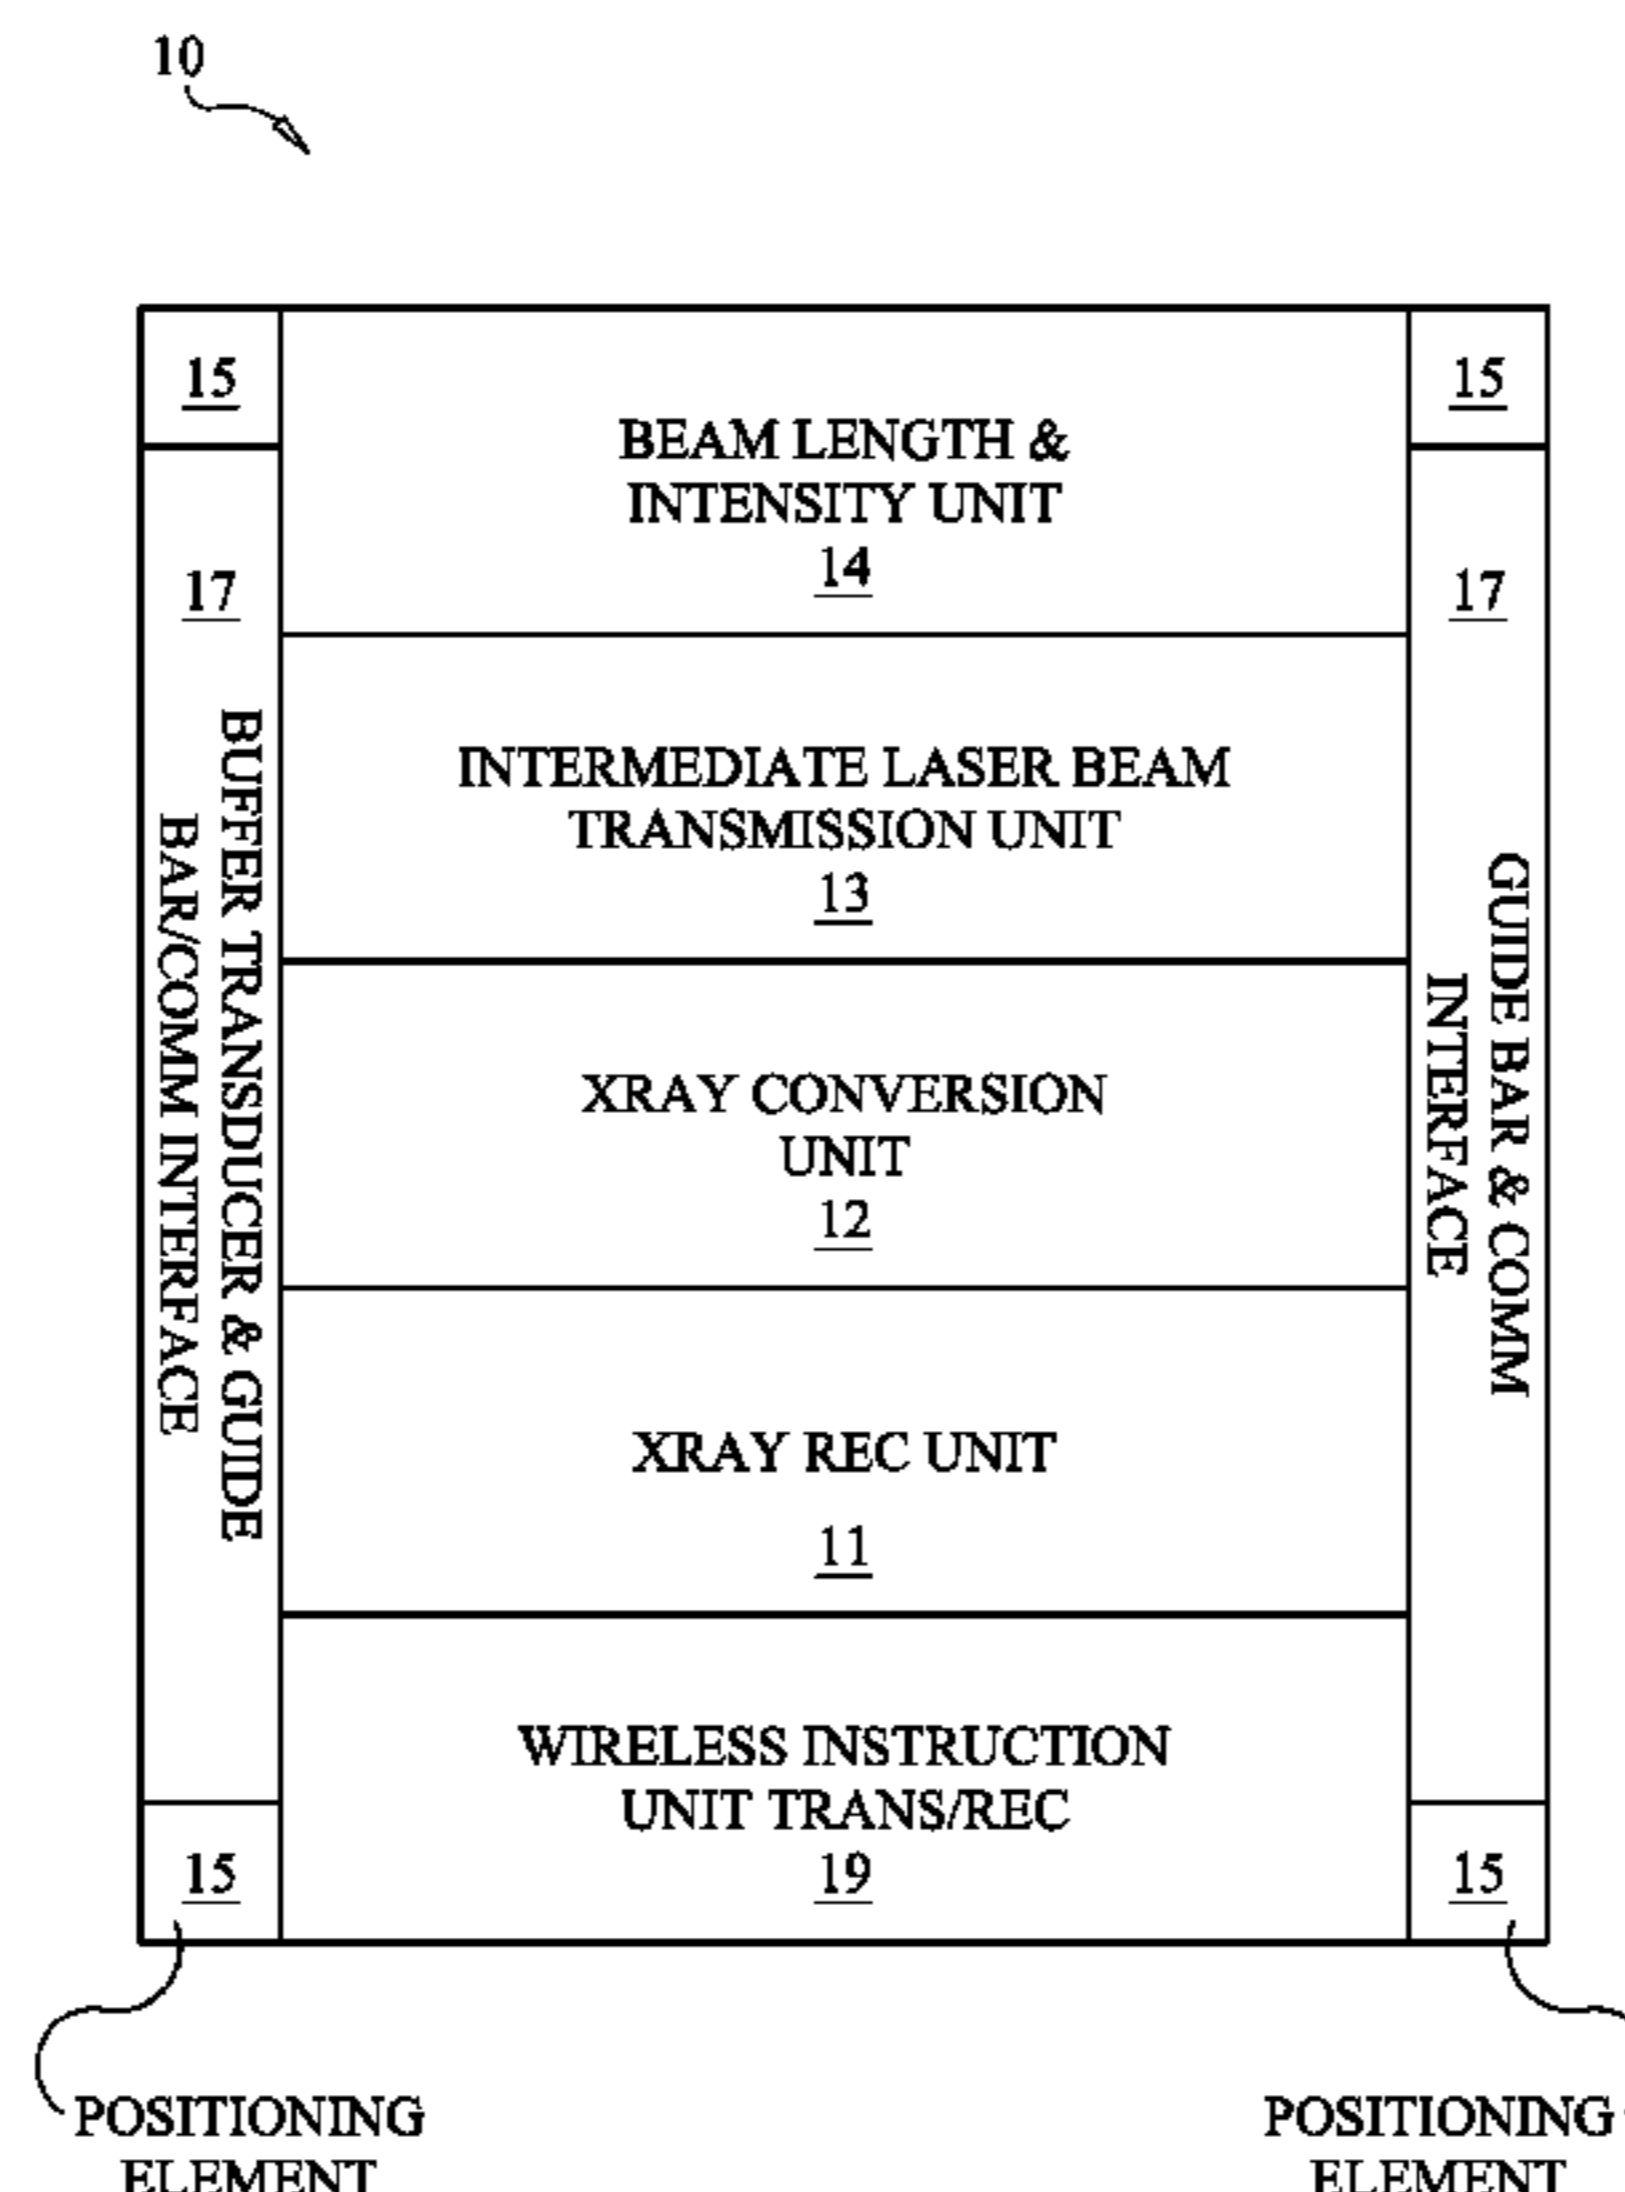 10
15
15
BEAM LENGTH &
INTENSITY UNIT
14
17
17
BUFFER TRANSDUCER & GUIDE
BAR/COMM INTERFACE
INTERMEDIATE LASER BEAM
TRANSMISSION UNIT
13
XRAY CONVERSION
UNIT
12
XRAY REC UNIT
11
WIRELESS INSTRUCTION
UNIT TRANS/REC
19
GUIDE BAR & COMM
INTERFACE
15
15
POSITIONING
ELEMENT
POSITIONING
ELEMENT